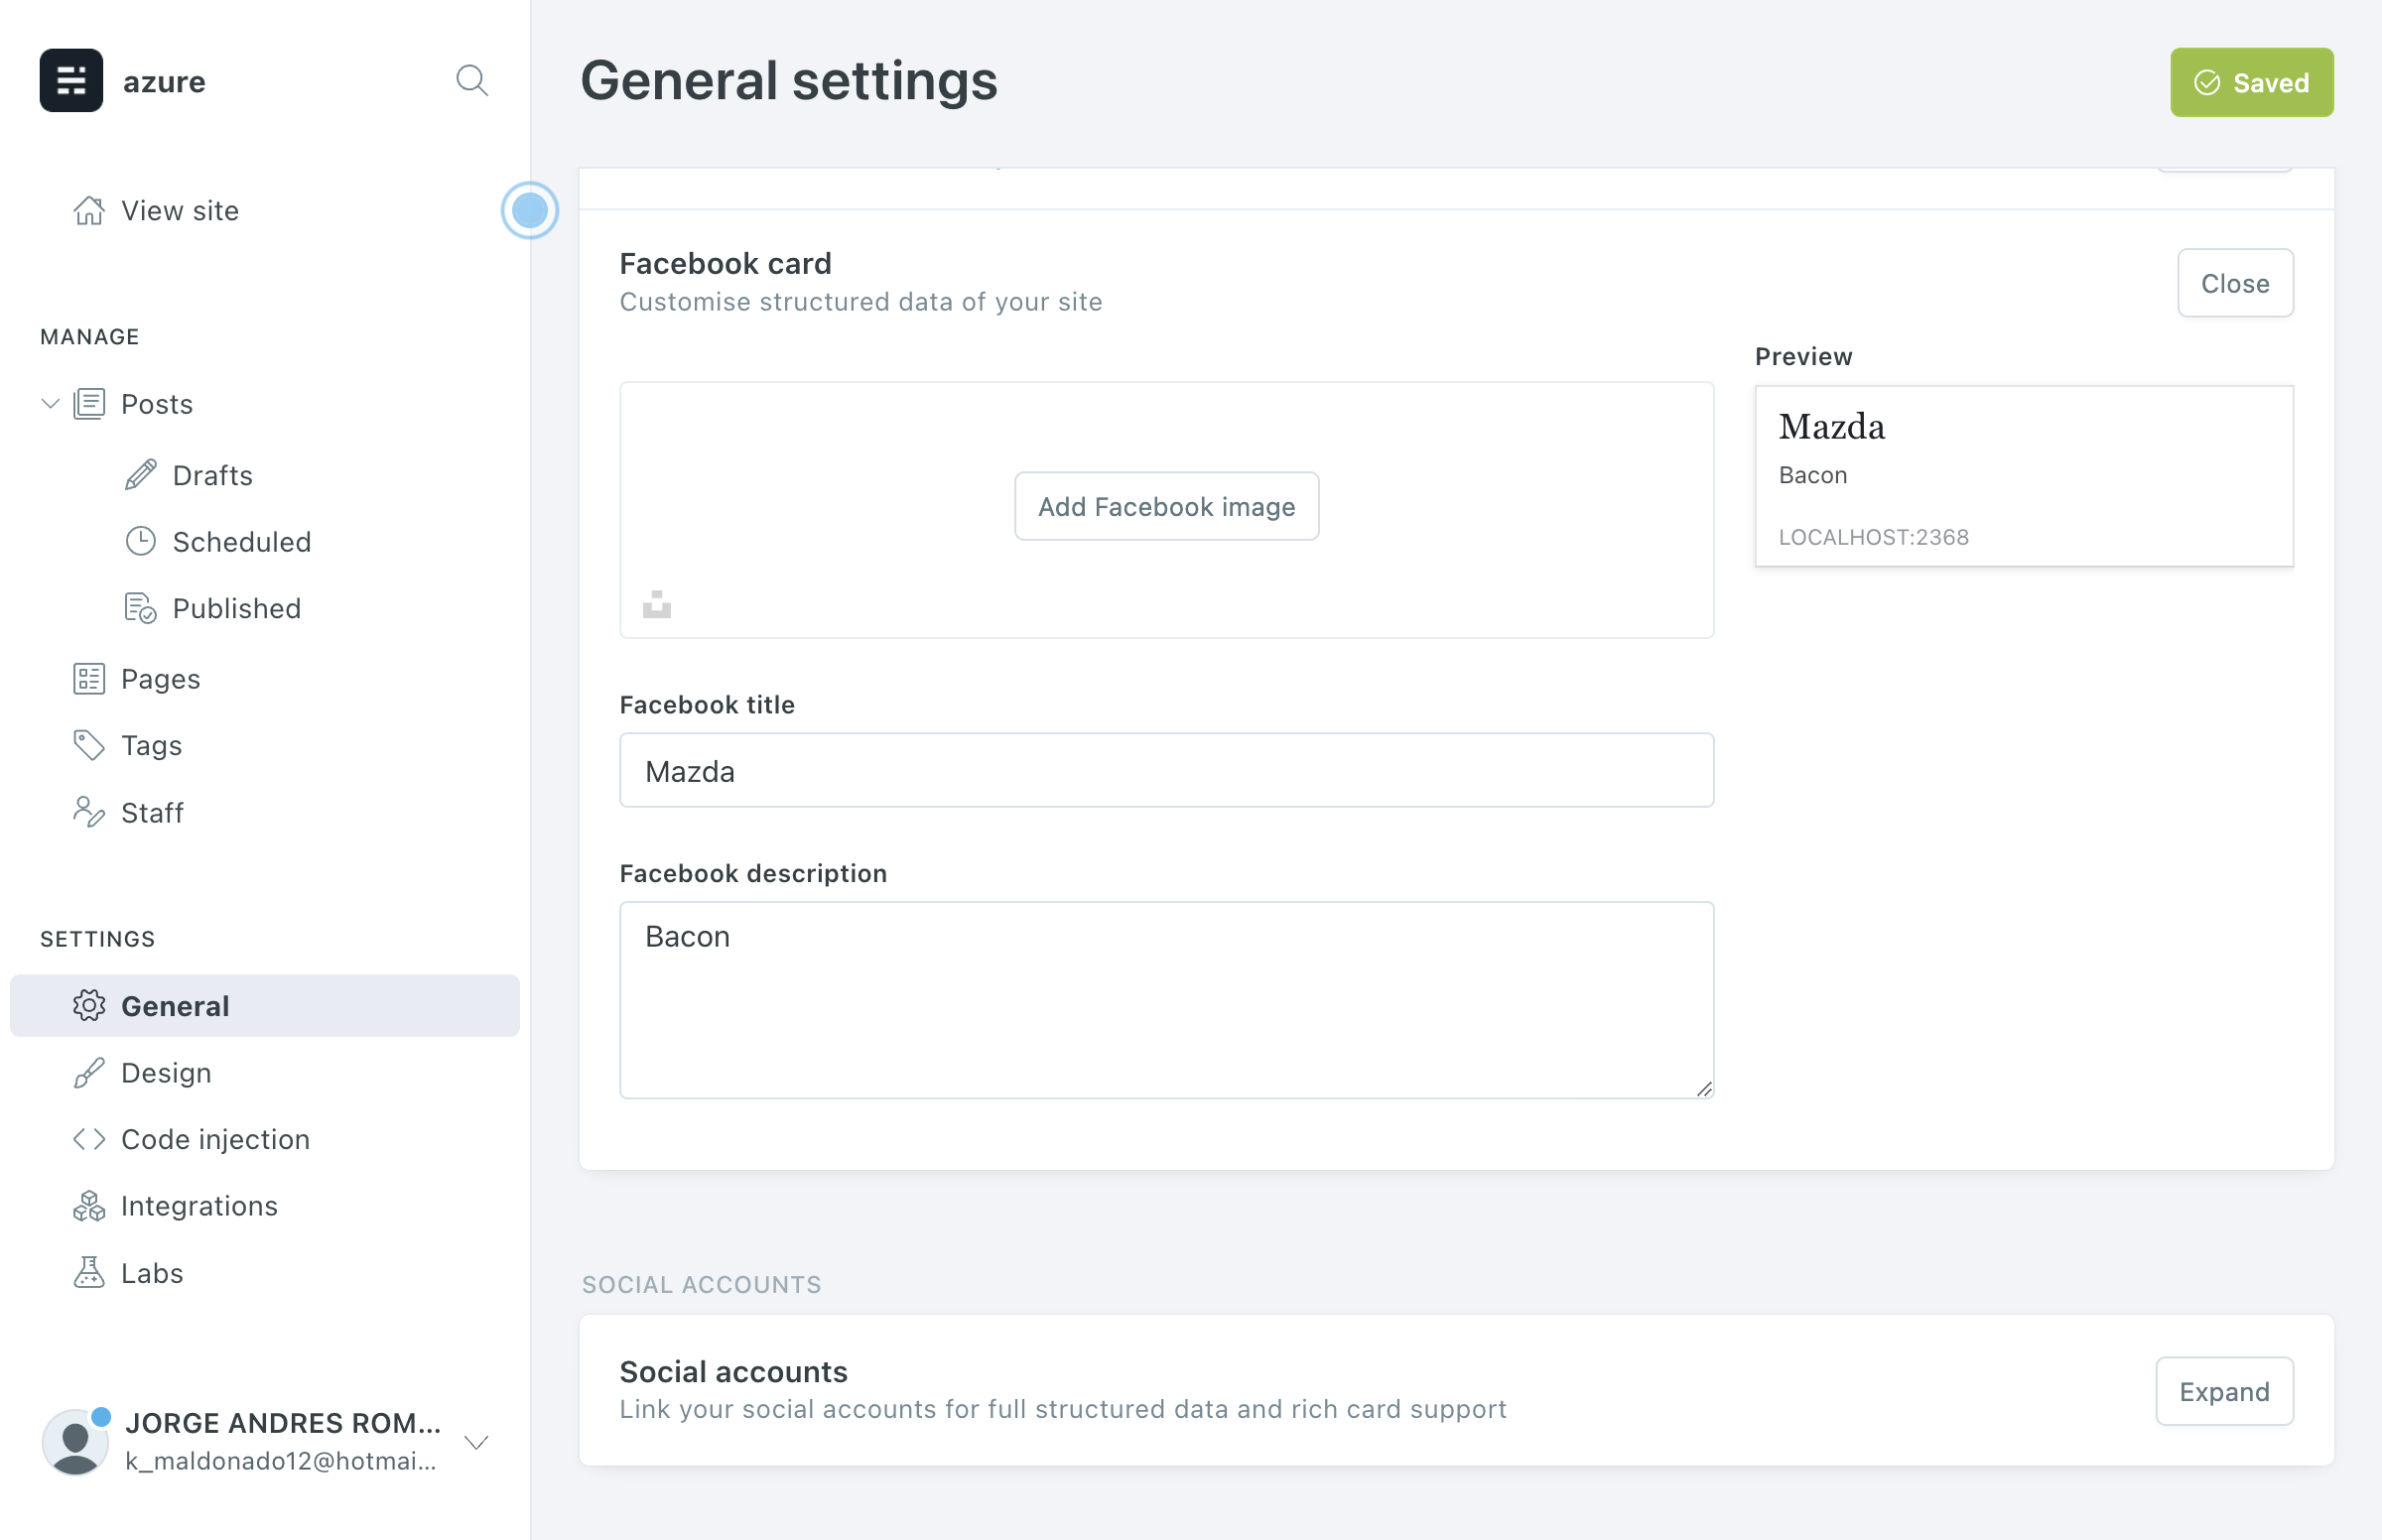 azure
View site
MANAGE
Posts
Drafts
Scheduled
Published
Pages
Tags
Staff
SETTINGS
General
Design
Code injection
Integrations
Labs
JORGE ANDRES ROM...
k_maldonado12@hotmai...
General settings
Saved
Facebook card
Customise structured data of your site
Close
Add Facebook image
Preview
Mazda
Bacon
LOCALHOST:2368
Facebook title
Mazda
Facebook description
Bacon
SOCIAL ACCOUNTS
Social accounts
Link your social accounts for full structured data and rich card support
Expand